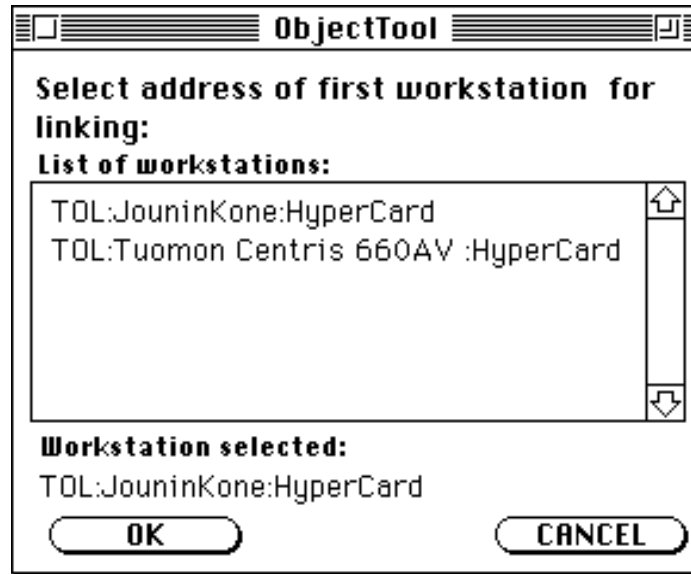 ObjectTool
Select address of first workstation for
linking:
List of workstations:
TOL:JouninKone:HyperCard
TOL:Tuomon Centris 660AV :HyperCard
Workstation selected:
TOL:JouninKone:HyperCard
OK CANCEL